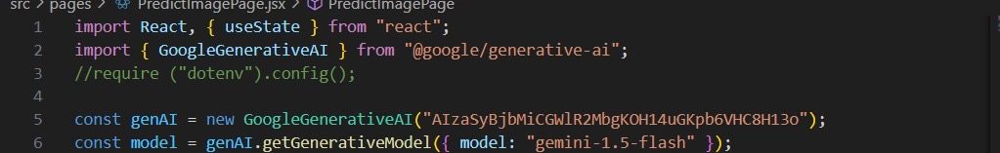 src > pages > PredictImagePage.jsx > PredictImagePage
1 import React, { useState } from "react";
2 import { GoogleGenerativeAI } from "@google/generative-ai";
3 //require ("dotenv").config();
4
5 const genAI = new GoogleGenerativeAI("AIzaSyBjbMiCGWlR2MbgKOH14uGKpb6VHC8H13o");
6 const model = genAI.getGenerativeModel({ model: "gemini-1.5-flash" });